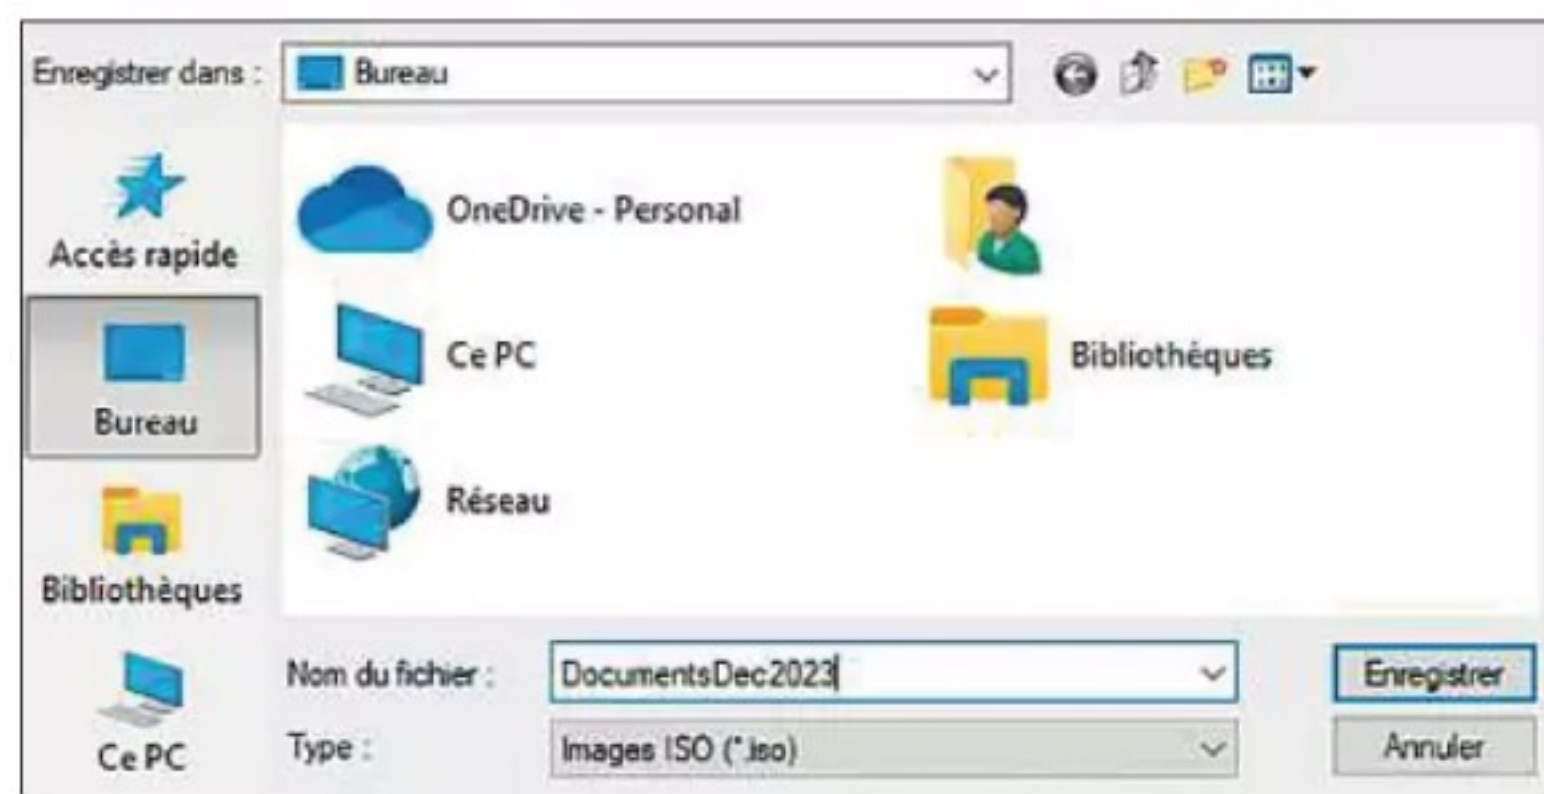 Enregistrer dans :
Bureau
Accès rapide
Bureau
Bibliothèques
Ce PC
OneDrive - Personal
Ce PC
Bibliothèques
Réseau
Nom du fichier :
DocumentsDec2023
Enregistrer
Type :
Images ISO (*.iso)
Annuler